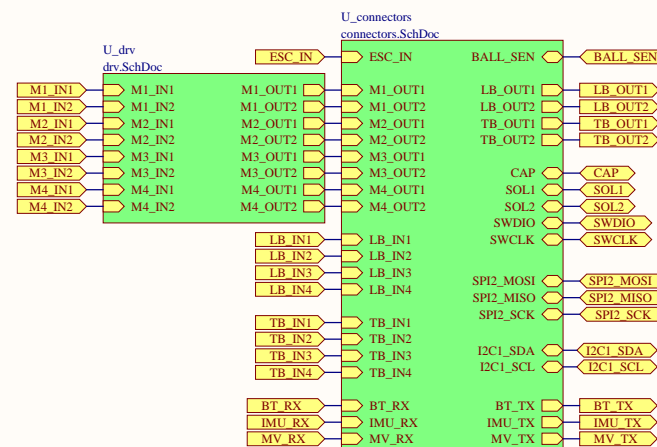 U_connectors
connectors.SchDoc
U_drv
drv.SchDoc
ESC_IN ESC_IN BALL_SEN BALL_SEN
M1_IN1 M1_IN1 M1_OUT1 M1_OUT1 LB_OUT1 LB_OUT1
M1_IN2 M1_IN2 M1_OUT2 M1_OUT2 LB_OUT2 LB_OUT2
M2_IN1 M2_IN1 M2_OUT1 M2_OUT1 TB_OUT1 TB_OUT1
M2_IN2 M2_IN2 M2_OUT2 M2_OUT2 TB_OUT2 TB_OUT2
M3_IN1 M3_IN1 M3_OUT1 M3_OUT1
M3_IN2 M3_IN2 M3_OUT2 M3_OUT2 CAP CAP
M4_IN1 M4_IN1 M4_OUT1 M4_OUT1 SOL1 SOL1
M4_IN2 M4_IN2 M4_OUT2 M4_OUT2 SOL2 SOL2
SWDIO SWDIO
LB_IN1 LB_IN1 SWCLK SWCLK
LB_IN2 LB_IN2
LB_IN3 LB_IN3 SPI2_MOSI SPI2_MOSI
LB_IN4 LB_IN4 SPI2_MISO SPI2_MISO
SPI2_SCK SPI2_SCK
TB_IN1 TB_IN1
TB_IN2 TB_IN2
TB_IN3 TB_IN3 I2C1_SDA I2C1_SDA
TB_IN4 TB_IN4 I2C1_SCL I2C1_SCL
BT_RX BT_RX BT_TX BT_TX
IMU_RX IMU_RX IMU_TX IMU_TX
MV_RX MV_RX MV_TX MV_TX